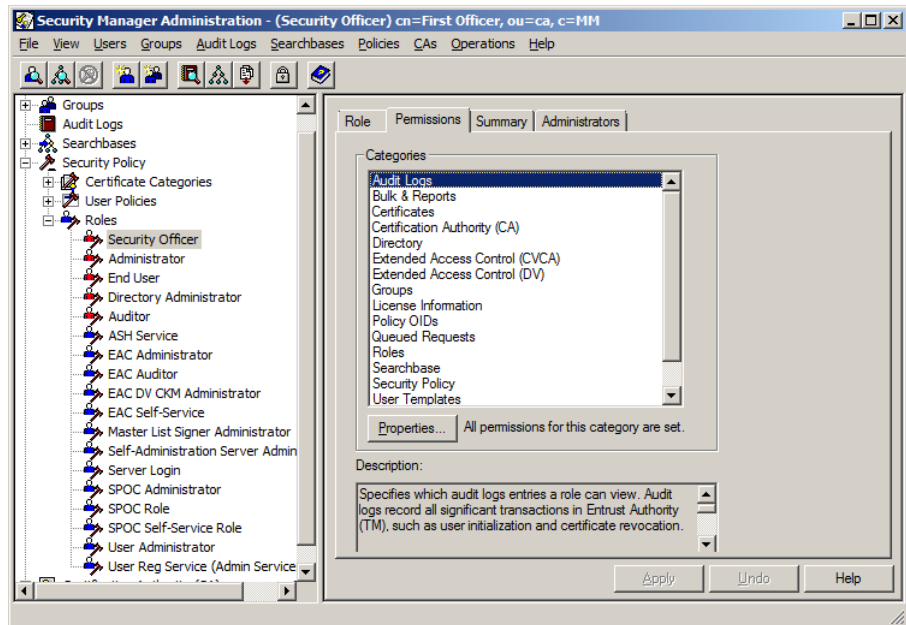 Security Manager Administration - (Security Officer) cn=First Officer, ou=ca, c=MM
File View Users Groups Audit Logs Searchbases Policies CAs Operations Help
Groups
Audit Logs
Searchbases
Security Policy
Certificate Categories
User Policies
Roles
Security Officer
Administrator
End User
Directory Administrator
Auditor
ASH Service
EAC Administrator
EAC Auditor
EAC DV CKM Administrator
EAC Self-Service
Master List Signer Administrator
Self-Administration Server Admin
Server Login
SPOC Administrator
SPOC Role
SPOC Self-Service Role
User Administrator
User Reg Service (Admin Service
Role Permissions Summary Administrators
Categories
Audit Logs
Bulk & Reports
Certificates
Certification Authority (CA)
Directory
Extended Access Control (CVCA)
Extended Access Control (DV)
Groups
License Information
Policy OIDs
Queued Requests
Roles
Searchbase
Security Policy
User Templates
Properties... All permissions for this category are set.
Description:
Specifies which audit logs entries a role can view. Audit
logs record all significant transactions in Entrust Authority
(TM), such as user initialization and certificate revocation.
Apply Undo Help